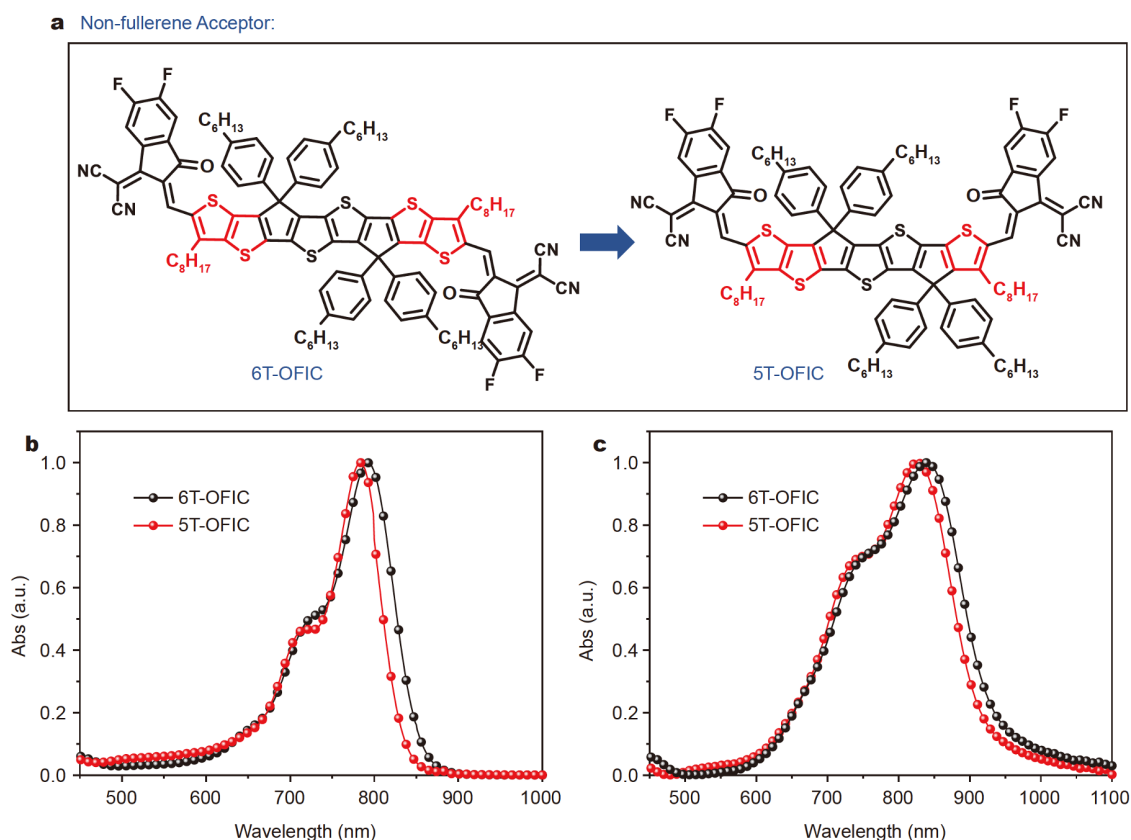 a Non-fullerene Acceptor:
F
F
C6H13
C6H13
O
NC
CN
S
S
S
C8H17
C8H17
S
S
S
CN
CN
O
C6H13
C6H13
F
F
6T-OFIC
F
F
C6H13
C6H13
F
F
O
O
NC
CN
CN
CN
S
S
S
S
S
C8H17
C8H17
C6H13
C6H13
5T-OFIC
b
1.0
0.8
0.6
0.4
0.2
0.0
Abs (a.u.)
6T-OFIC
5T-OFIC
500 600 700 800 900 1000
Wavelength (nm)
c
1.0
0.8
0.6
0.4
0.2
0.0
Abs (a.u.)
6T-OFIC
5T-OFIC
500 600 700 800 900 1000 1100
Wavelength (nm)